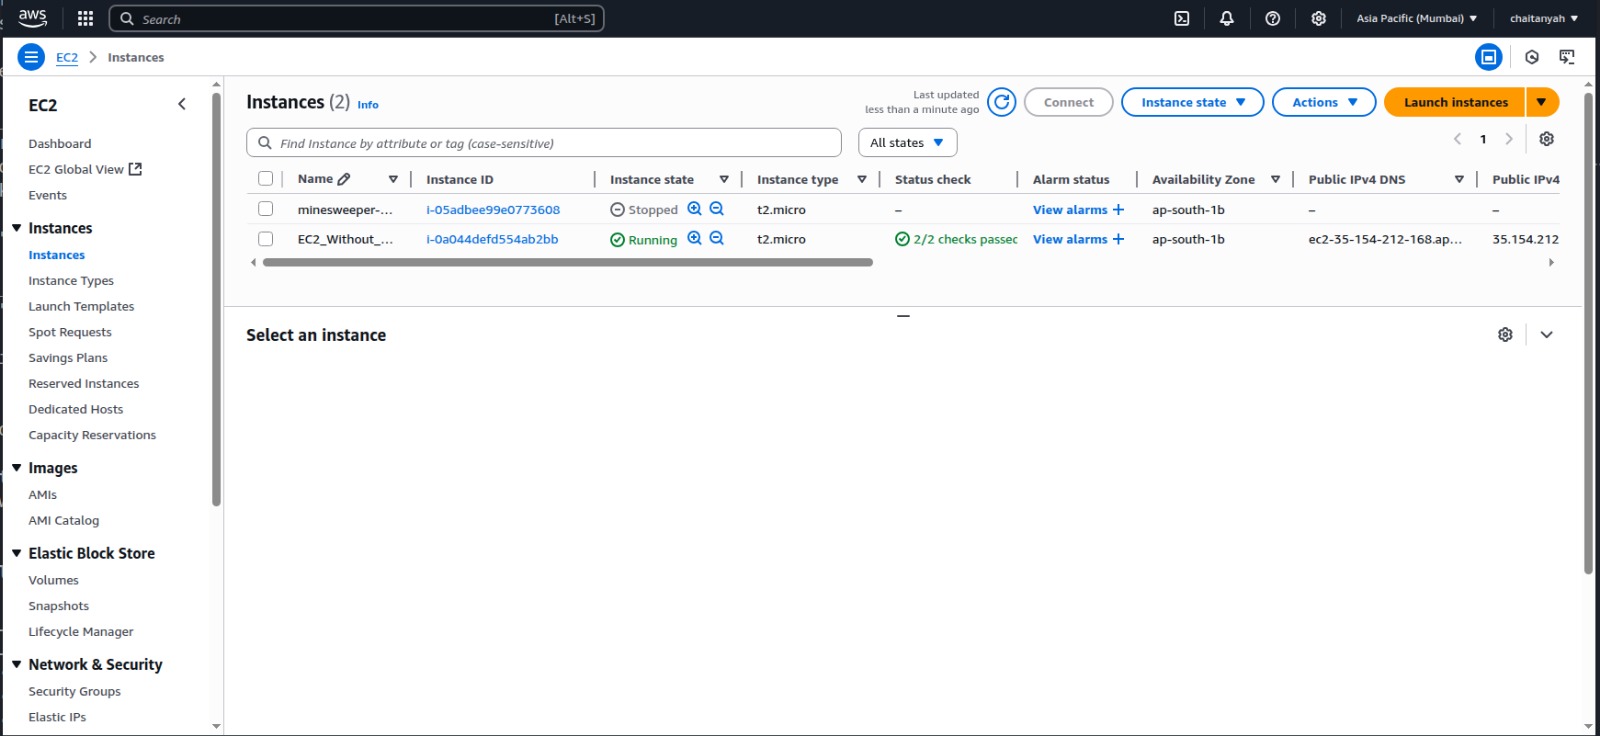 aws
Search [Alt+S]
Asia Pacific (Mumbai)
chaitanyah
EC2
Instances
EC2
Dashboard
EC2 Global View
Events
Instances
Instances
Instance Types
Launch Templates
Spot Requests
Savings Plans
Reserved Instances
Dedicated Hosts
Capacity Reservations
Images
AMIs
AMI Catalog
Elastic Block Store
Volumes
Snapshots
Lifecycle Manager
Network & Security
Security Groups
Elastic IPs
Instances (2) Info
Last updated
less than a minute ago
Connect
Instance state
Actions
Launch instances
Find Instance by attribute or tag (case-sensitive)
All states
1
Name Instance ID Instance state Instance type Status check Alarm status Availability Zone Public IPv4 DNS Public IPv4
minesweeper-... i-05adbee99e0773608 Stopped t2.micro – View alarms + ap-south-1b – –
EC2_Without_... i-0a044defd554ab2bb Running t2.micro 2/2 checks passec View alarms + ap-south-1b ec2-35-154-212-168.ap... 35.154.212
Select an instance